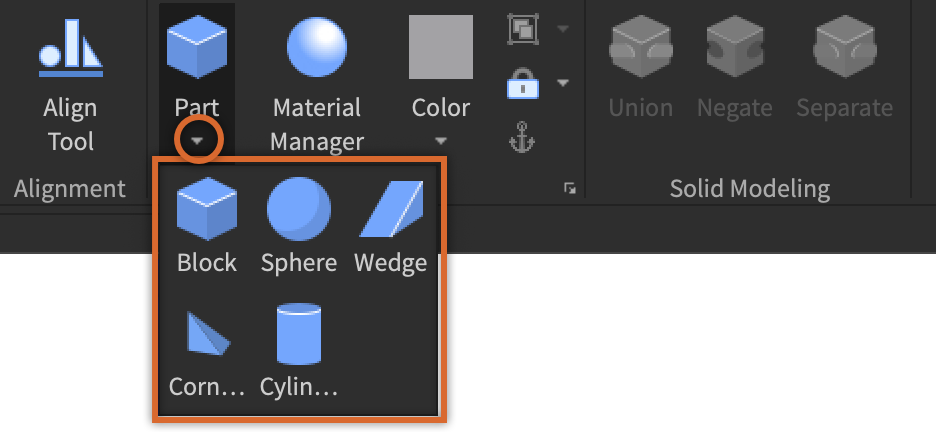 Align
Tool
Part
Material
Manager
Color
Union
Negate
Separate
Alignment
Solid Modeling
Block
Sphere
Wedge
Corn...
Cylin...